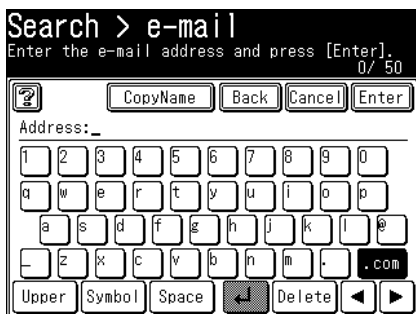 Search > e-mail
Enter the e-mail address and press [Enter].
0/ 50
? CopyName Back Cancel Enter
Address:_
1 2 3 4 5 6 7 8 9 0
q w e r t y u i o p
a s d f g h j k l @
_ z x c v b n m . .com
Upper Symbol Space ↵ Delete ◀ ▶